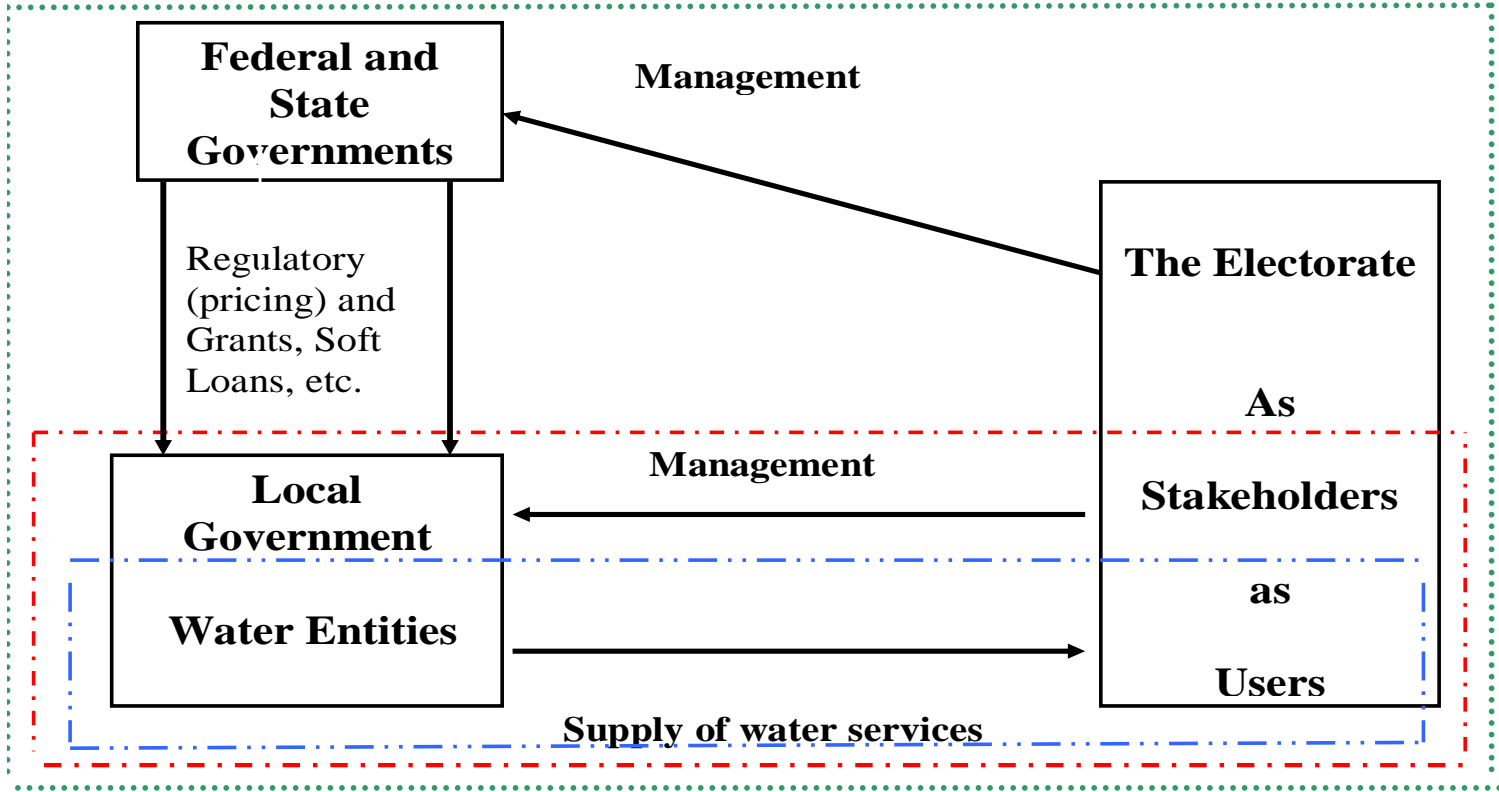 Federal and
State
Governments
Management
Regulatory
(pricing) and
Grants, Soft
Loans, etc.
The Electorate
As
Stakeholders
as
Users
Management
Local
Government
Water Entities
Supply of water services